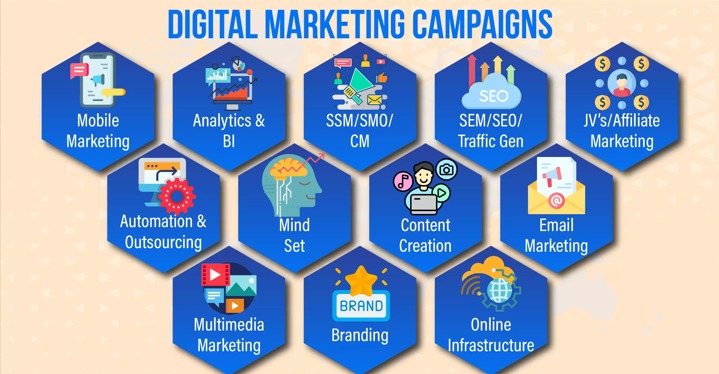 DIGITAL MARKETING CAMPAIGNS
Mobile
Marketing
Analytics &
BI
SSM/SMO/
CM
SEO
SEM/SEO/
Traffic Gen
JV's/Affiliate
Marketing
Automation &
Outsourcing
Mind
Set
Content
Creation
@
Email
Marketing
Multimedia
Marketing
BRAND
Branding
Online
Infrastructure